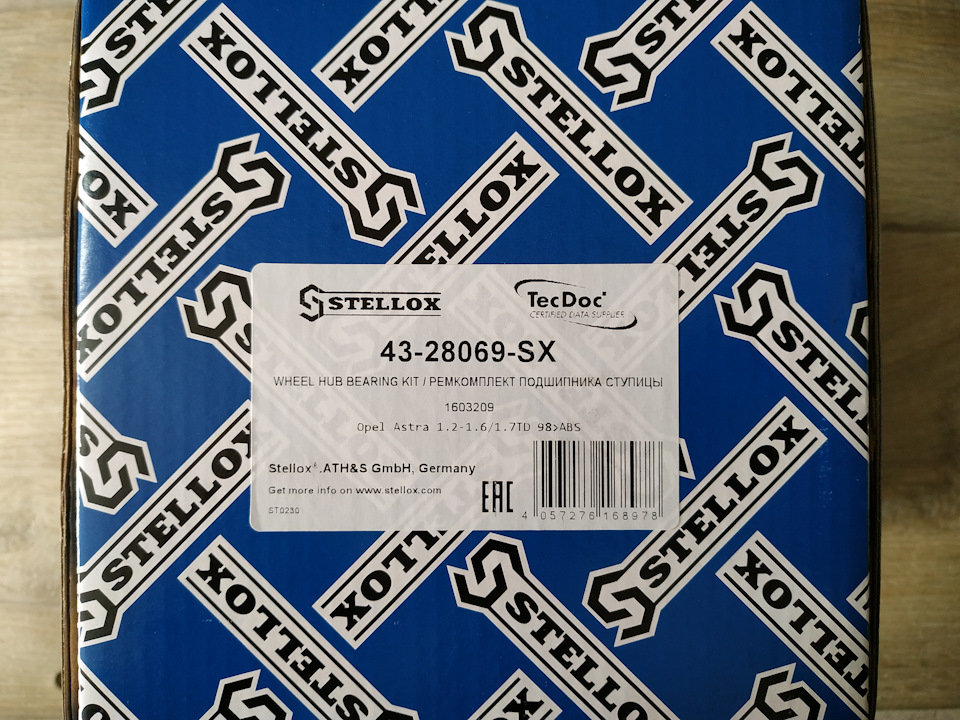 STELLOX
STELLOX
STELLOX
STELLOX
STELLOX
STELLOX
STELLOX
TecDoc
CERTIFIED DATA SUPPLIER
43-28069-SX
WHEEL HUB BEARING KIT / РЕМКОМПЛЕКТ ПОДШИПНИКА СТУПИЦЫ
1603209
Opel Astra 1.2-1.6/1.7TD 98>ABS
Stellox®.ATH&S GmbH, Germany
Get more info on www.stellox.com
ST0230
EAC
4 057276 168978
STELLOX
STELLOX
STELLOX
STELLOX
STELLOX